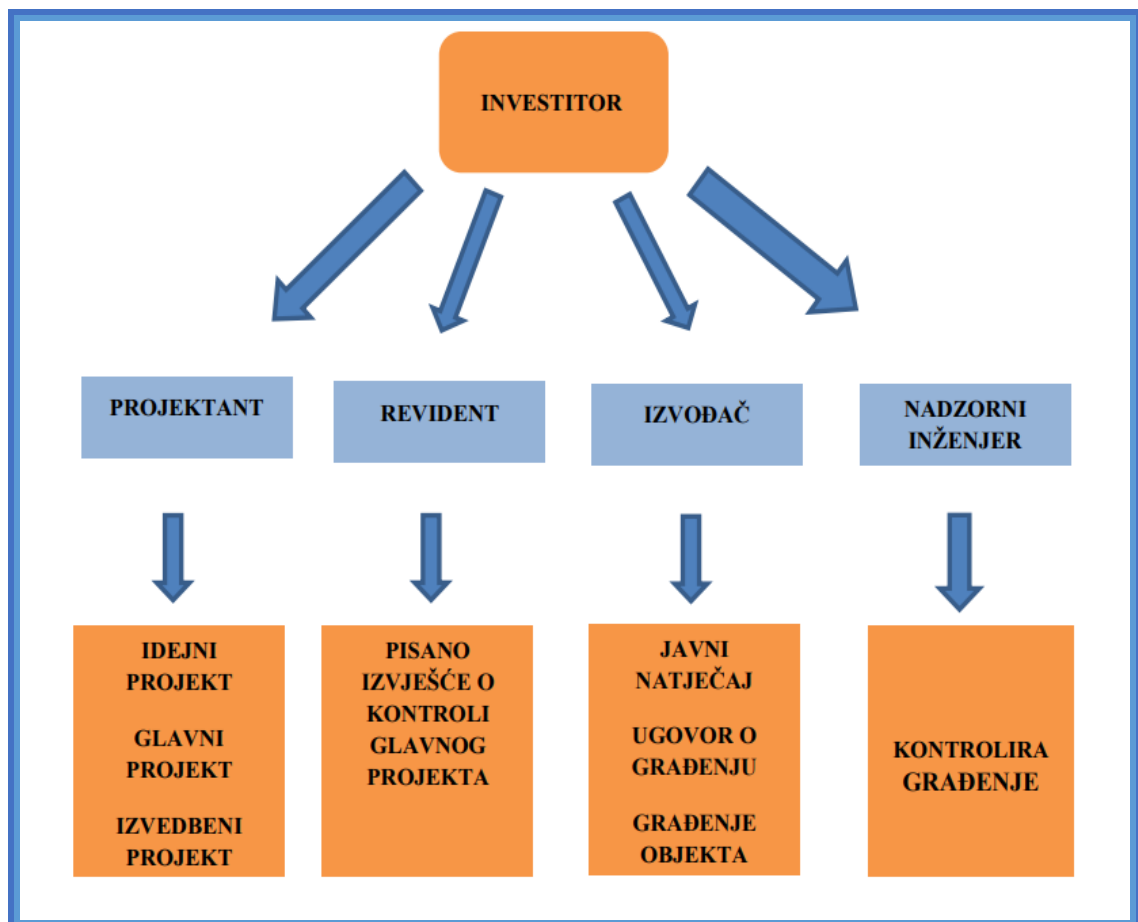 INVESTITOR
PROJEKTANT
REVIDENT
IZVOĐAČ
NADZORNI
INŽENJER
IDEJNI
PROJEKT
GLAVNI
PROJEKT
IZVEDBENI
PROJEKT
PISANO
IZVJEŠĆE O
KONTROLI
GLAVNOG
PROJEKTA
JAVNI
NATJEČAJ
UGOVOR O
GRAĐENJU
GRAĐENJE
OBJEKTA
KONTROLIRA
GRAĐENJE